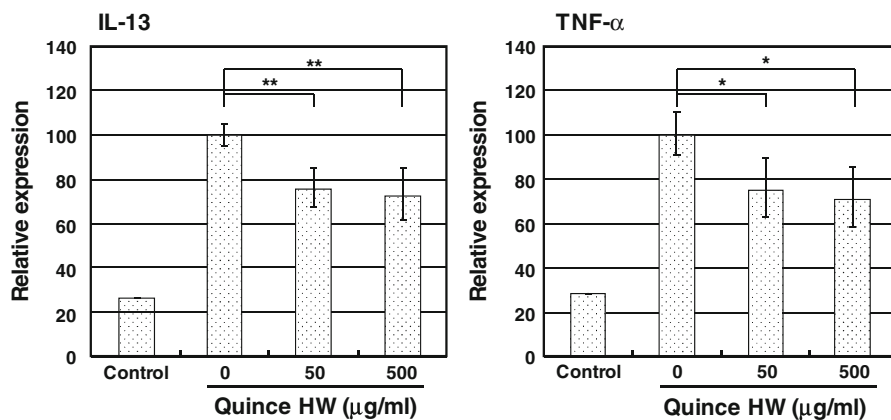 IL-13
140
120
100
80
60
40
20
0
Relative expression
**
**
Control 0 50 500
Quince HW (μg/ml)
TNF-α
140
120
100
80
60
40
20
0
Relative expression
*
*
Control 0 50 500
Quince HW (μg/ml)